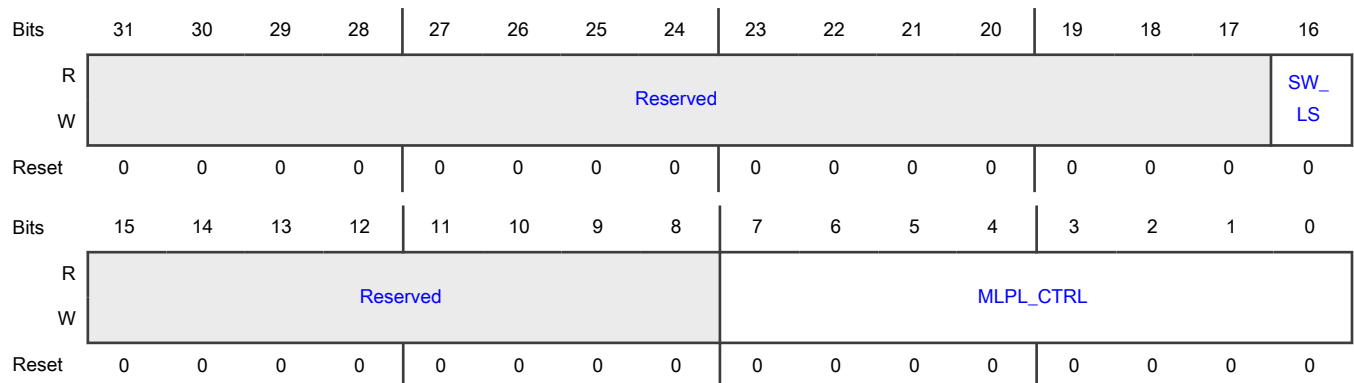 Bits 31 30 29 28 27 26 25 24 23 22 21 20 19 18 17 16
R
Reserved
SW_
LS
W
Reset 0 0 0 0 0 0 0 0 0 0 0 0 0 0 0 0
Bits 15 14 13 12 11 10 9 8 7 6 5 4 3 2 1 0
R
Reserved MLPL_CTRL
W
Reset 0 0 0 0 0 0 0 0 0 0 0 0 0 0 0 0